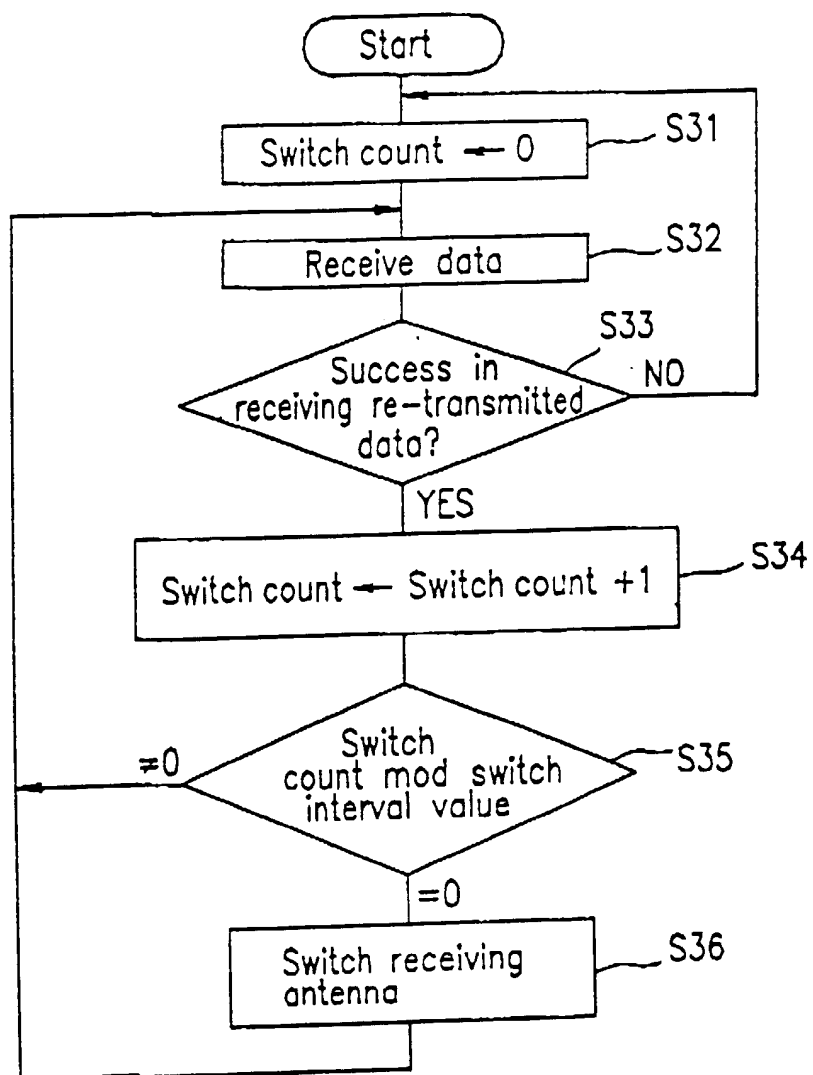 Start
Switch count ← 0
S31
Receive data
S32
S33
Success in
receiving re-transmitted
data?
NO
YES
Switch count ← Switch count +1
S34
Switch
count mod switch
interval value
≠0
S35
=0
Switch receiving
antenna
S36